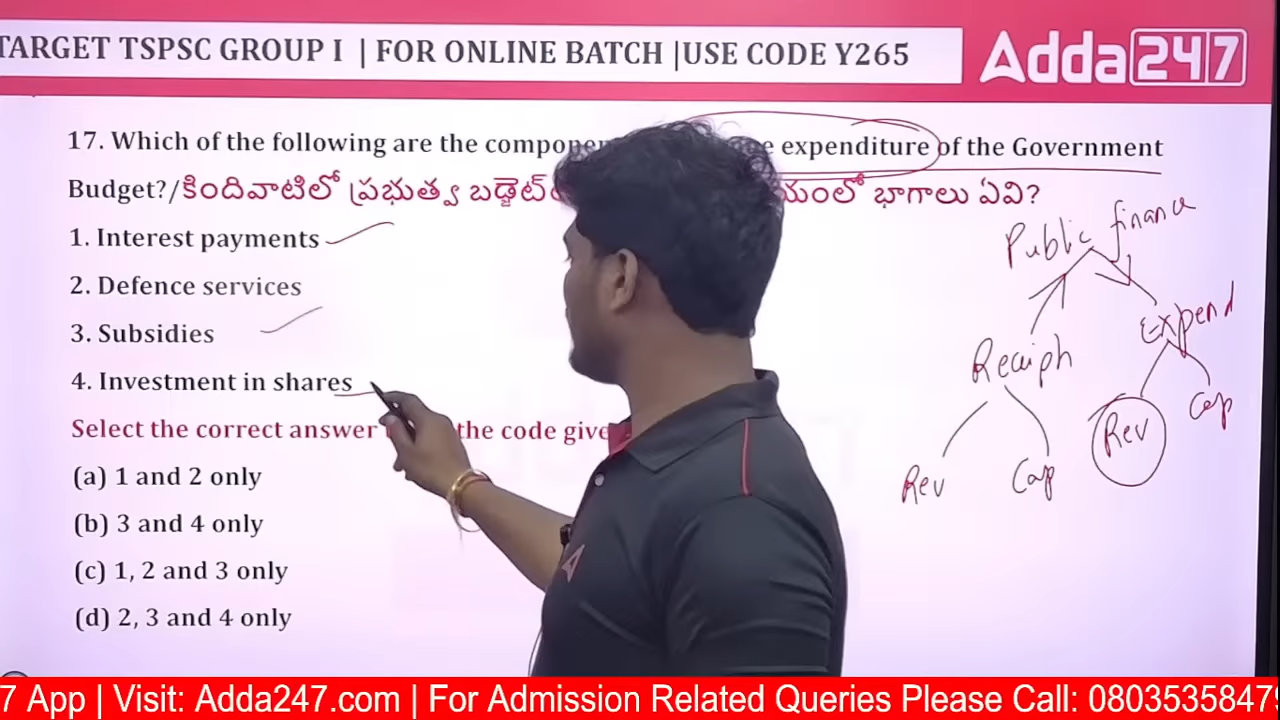 TARGET TSPSC GROUP I | FOR ONLINE BATCH |USE CODE Y265
Adda247
17. Which of the following are the expenditure of the Government
Budget?/కిందివాటిలో ప్రభుత్వ బడ్జెట్ భాగాలు ఏవి?
1. Interest payments
2. Defence services
3. Subsidies
4. Investment in shares
Select the correct answer the code
(a) 1 and 2 only
(b) 3 and 4 only
(c) 1, 2 and 3 only
(d) 2, 3 and 4 only
Public finance
Expend
Receipts
Rev
Cap
Rev
Cap
7 App | Visit: Adda247.com | For Admission Related Queries Please Call: 0803535847